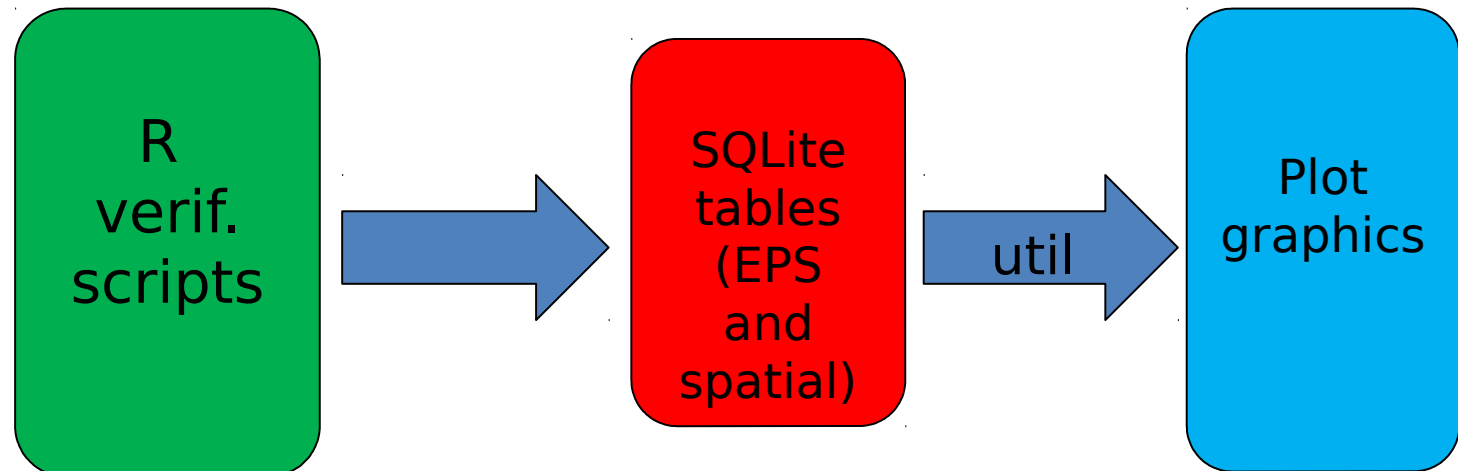 R
verif.
scripts
SQLite
tables
(EPS
and
spatial)
util
Plot
graphics